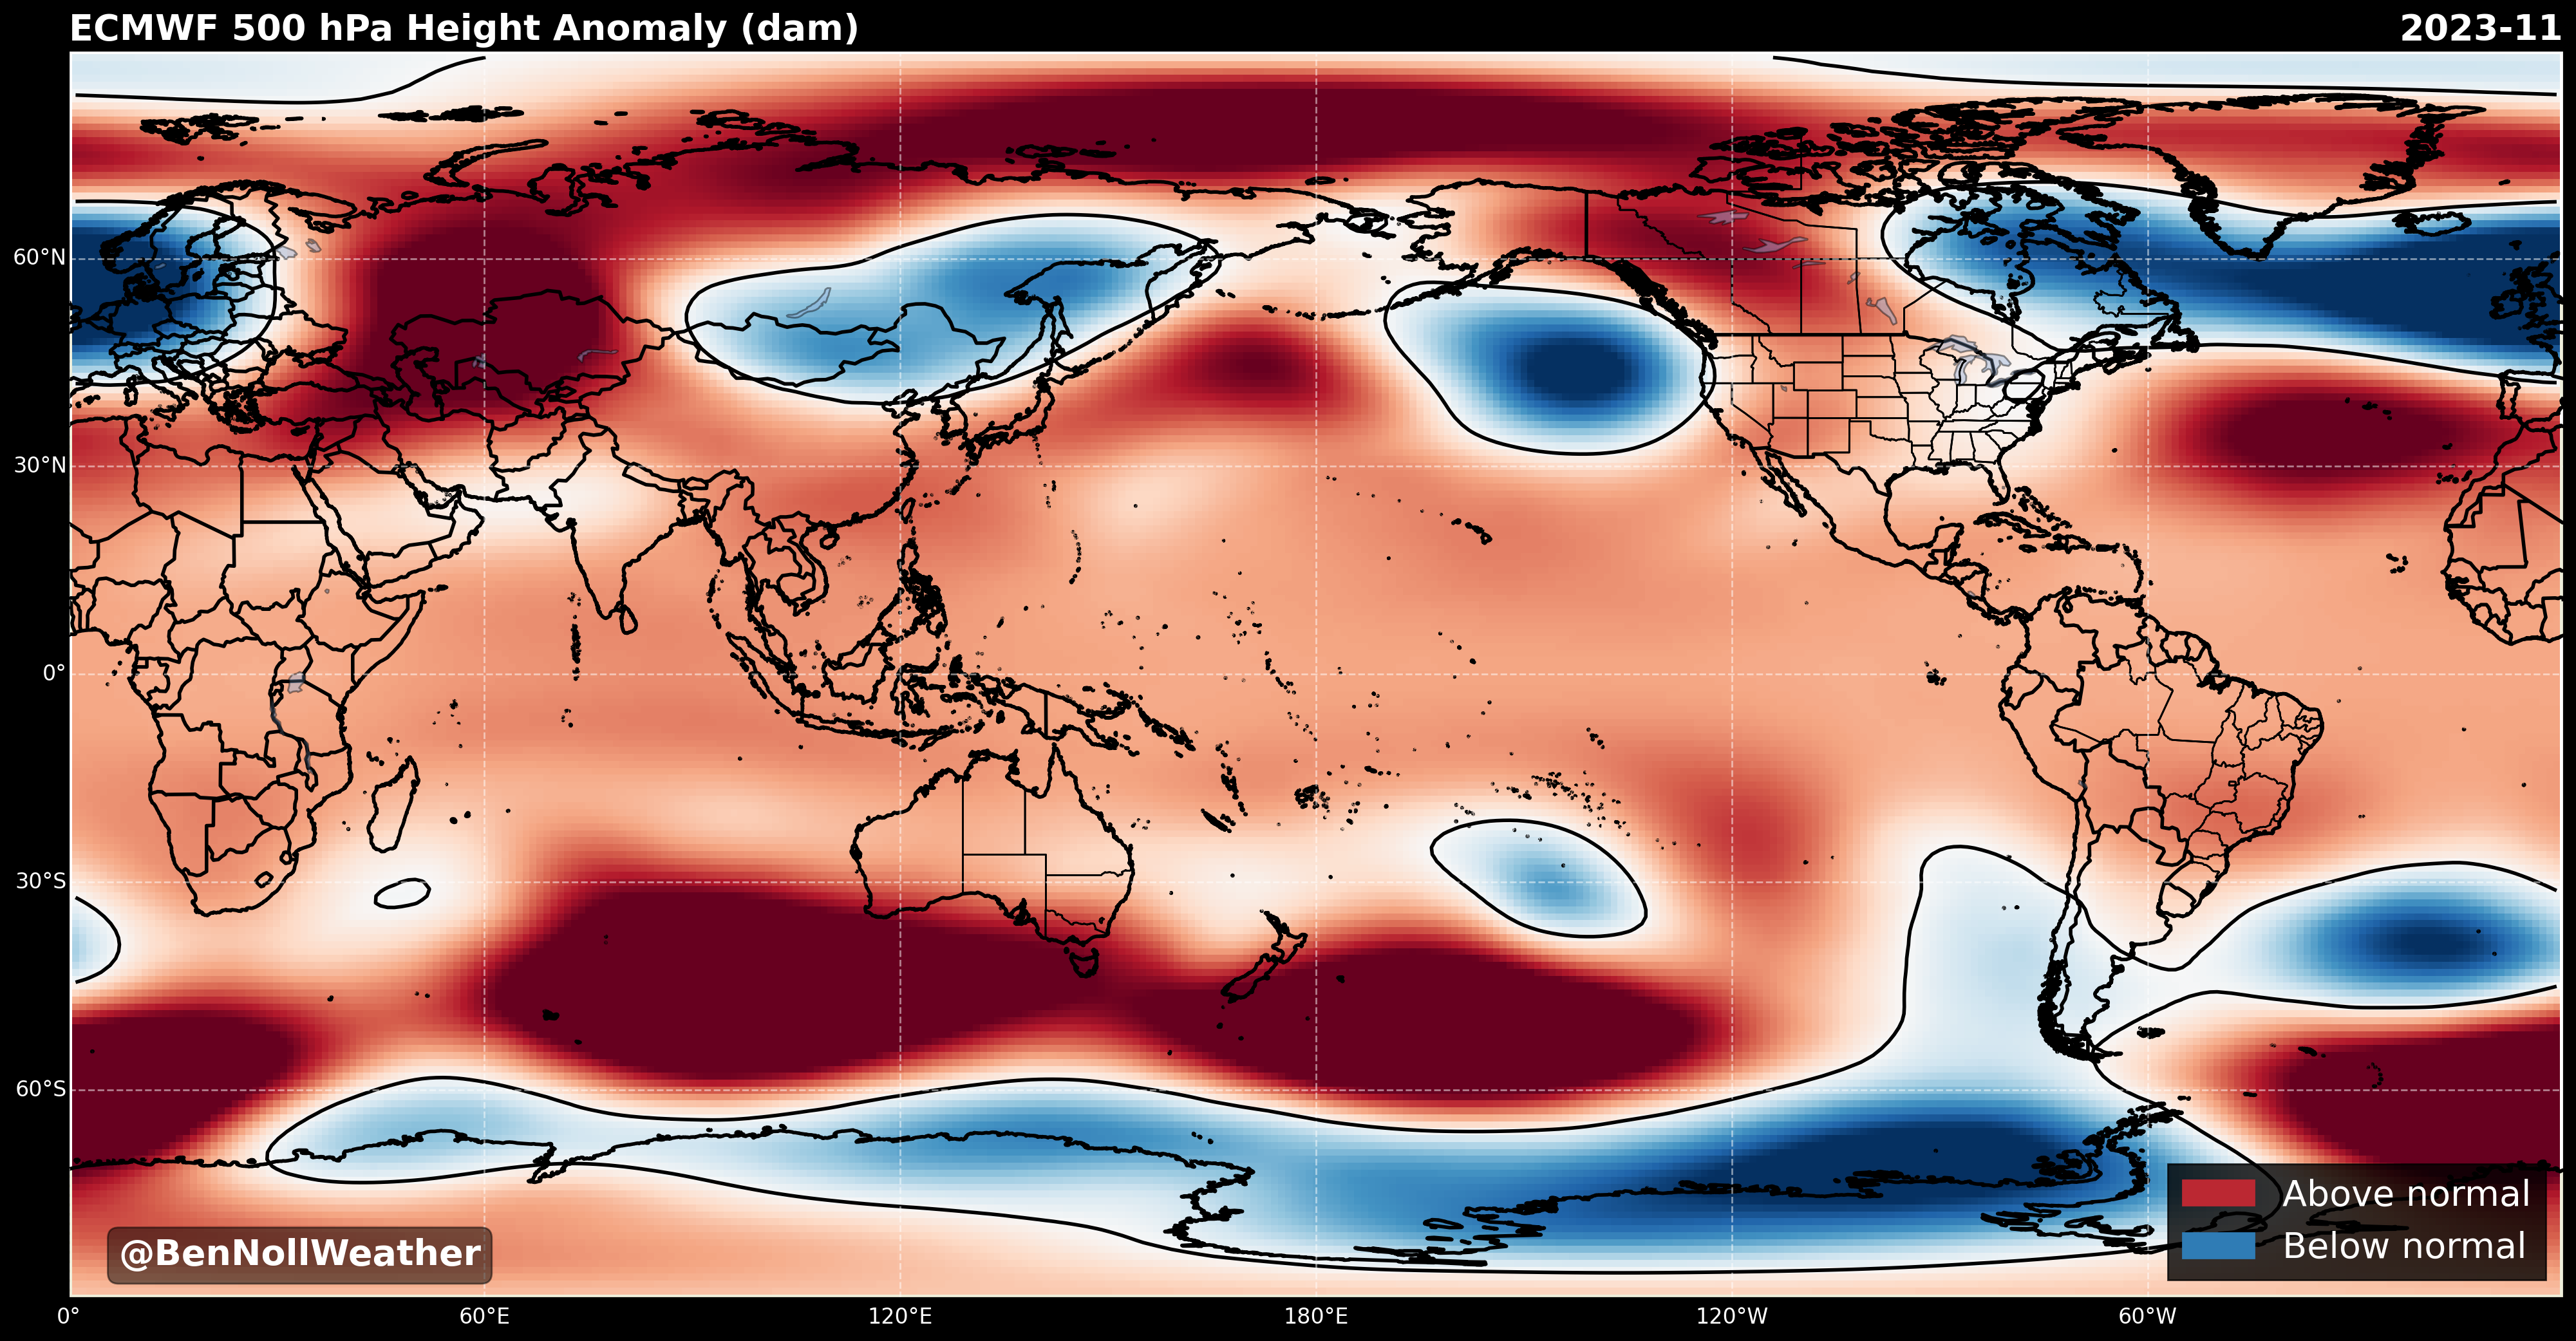 ECMWF 500 hPa Height Anomaly (dam)
2023-11
60°N
30°N
0°
30°S
60°S
0°
60°E
120°E
180°E
120°W
60°W
@BenNollWeather
Above normal
Below normal